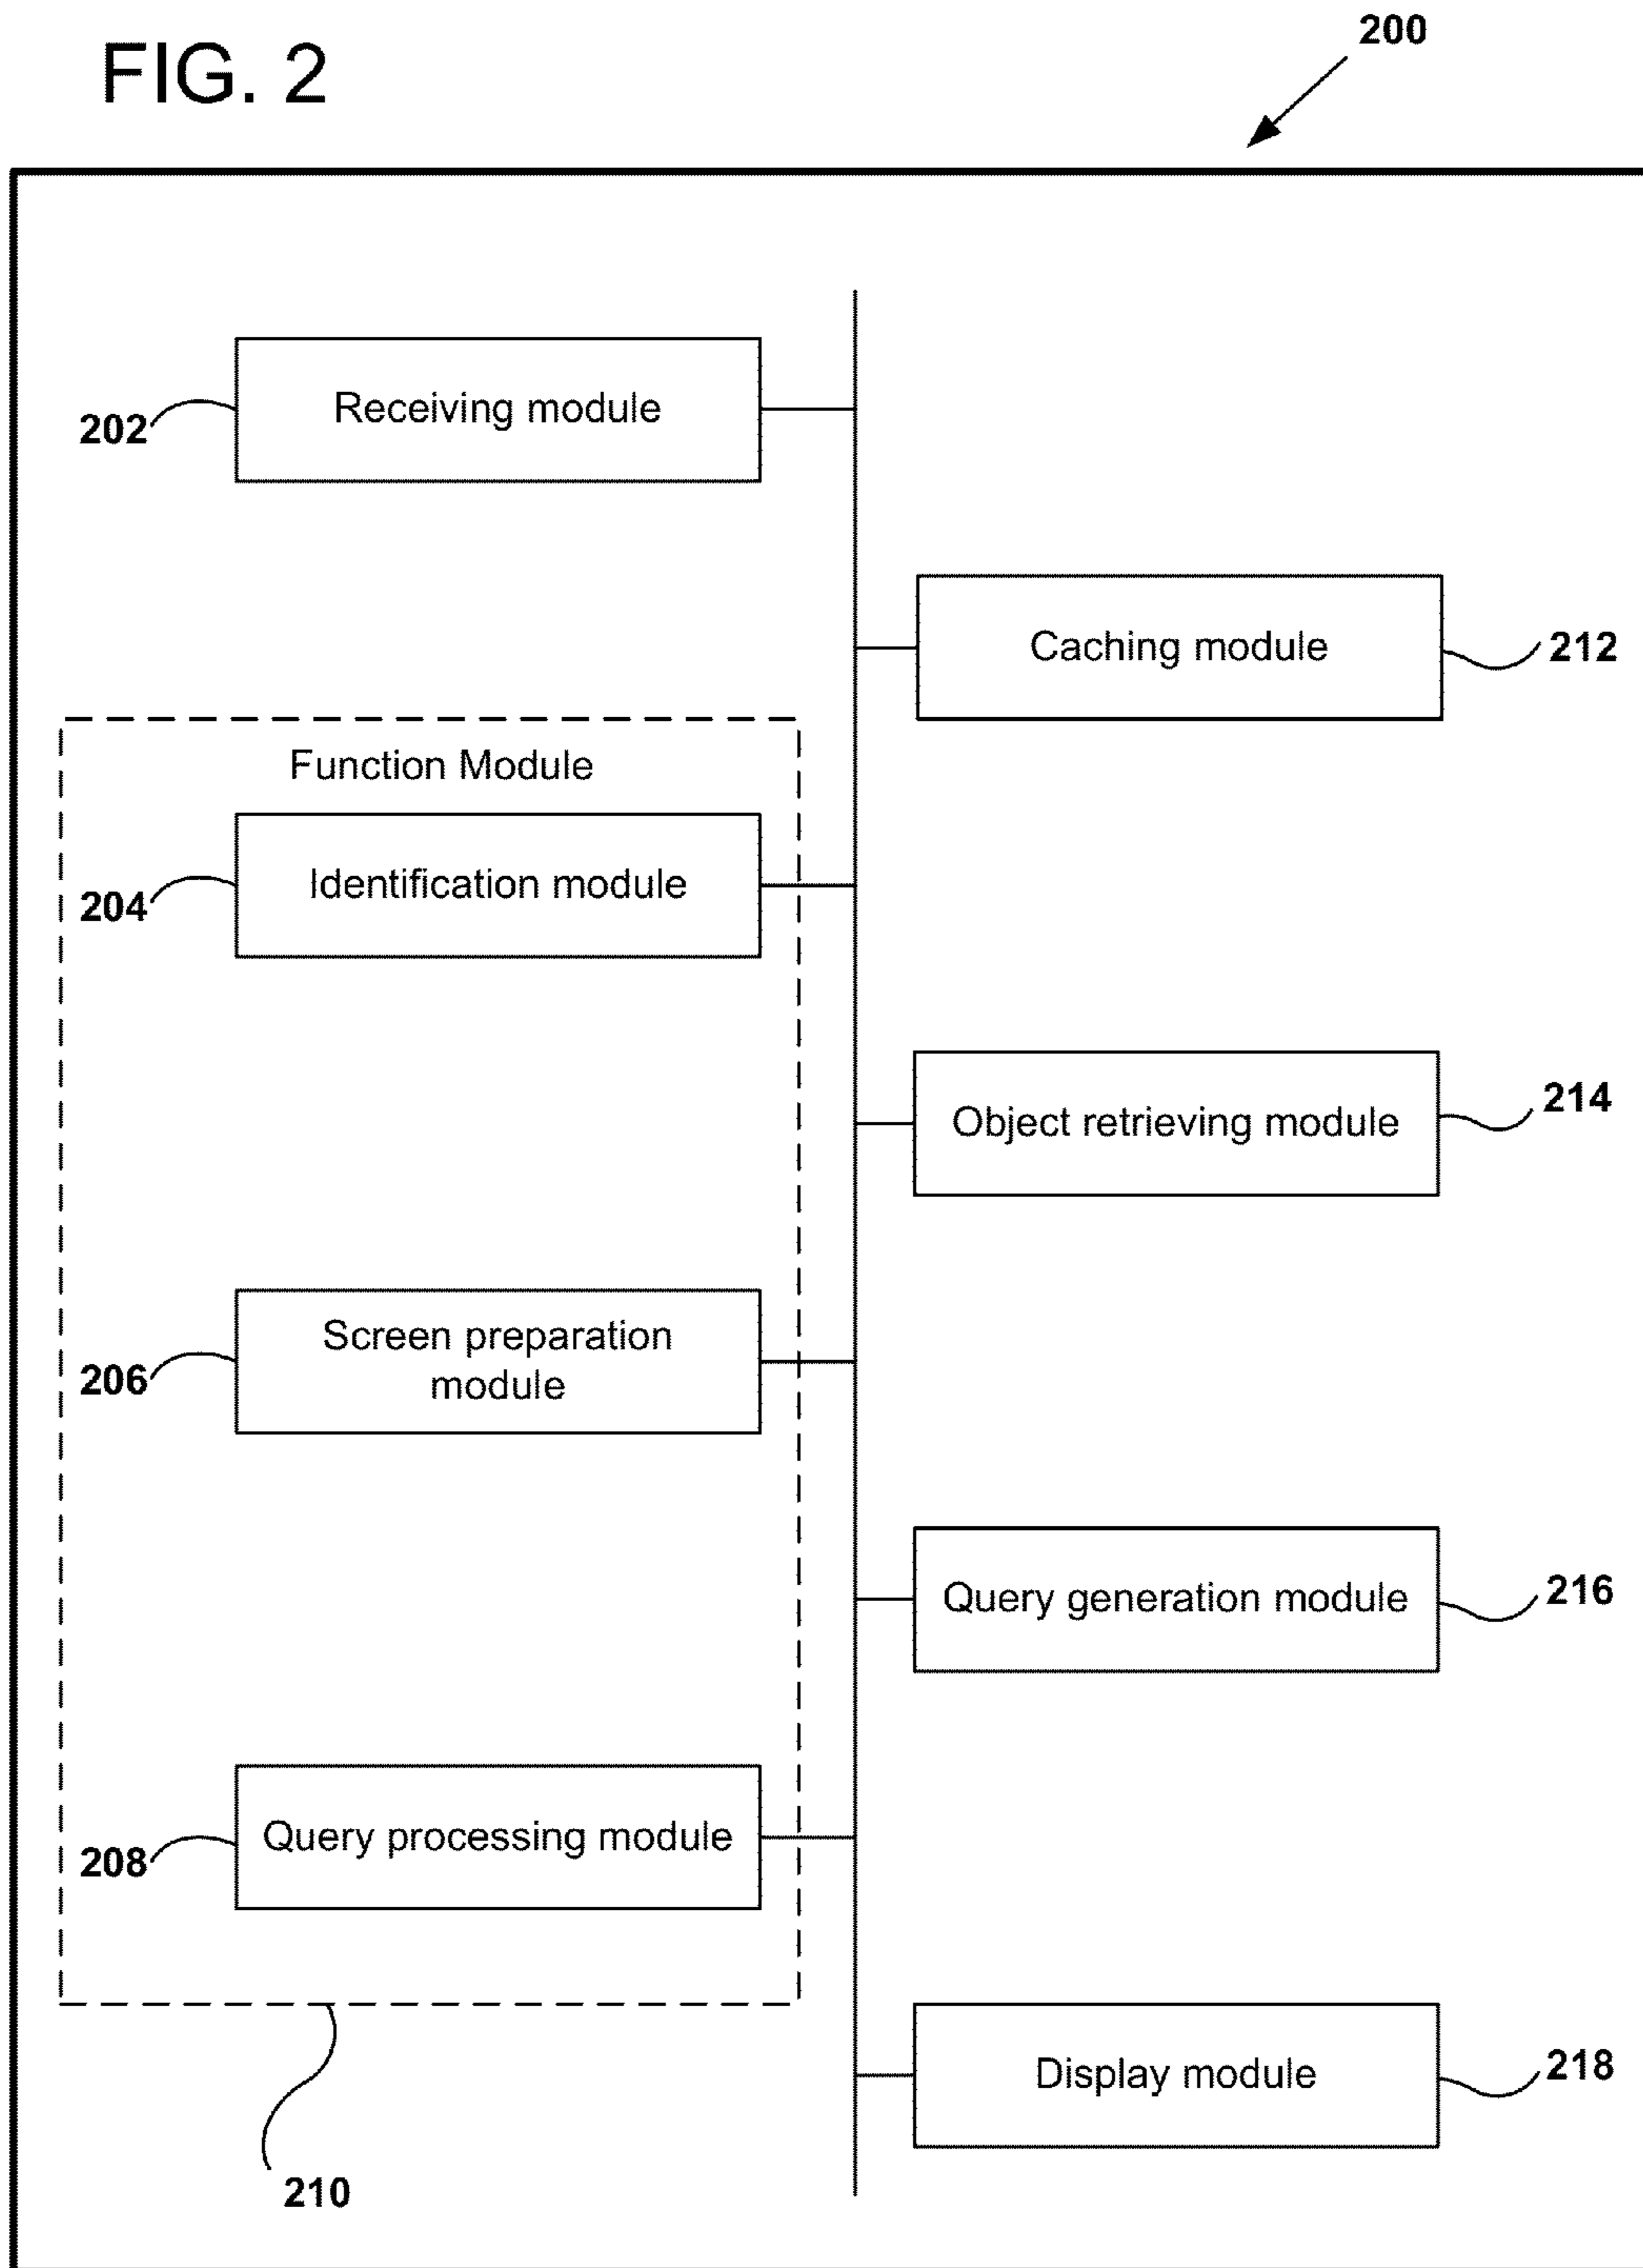 FIG. 2
200
Receiving module
202
Caching module
212
Function Module
Identification module
204
Object retrieving module
214
Screen preparation
module
206
Query generation module
216
Query processing module
208
Display module
218
210